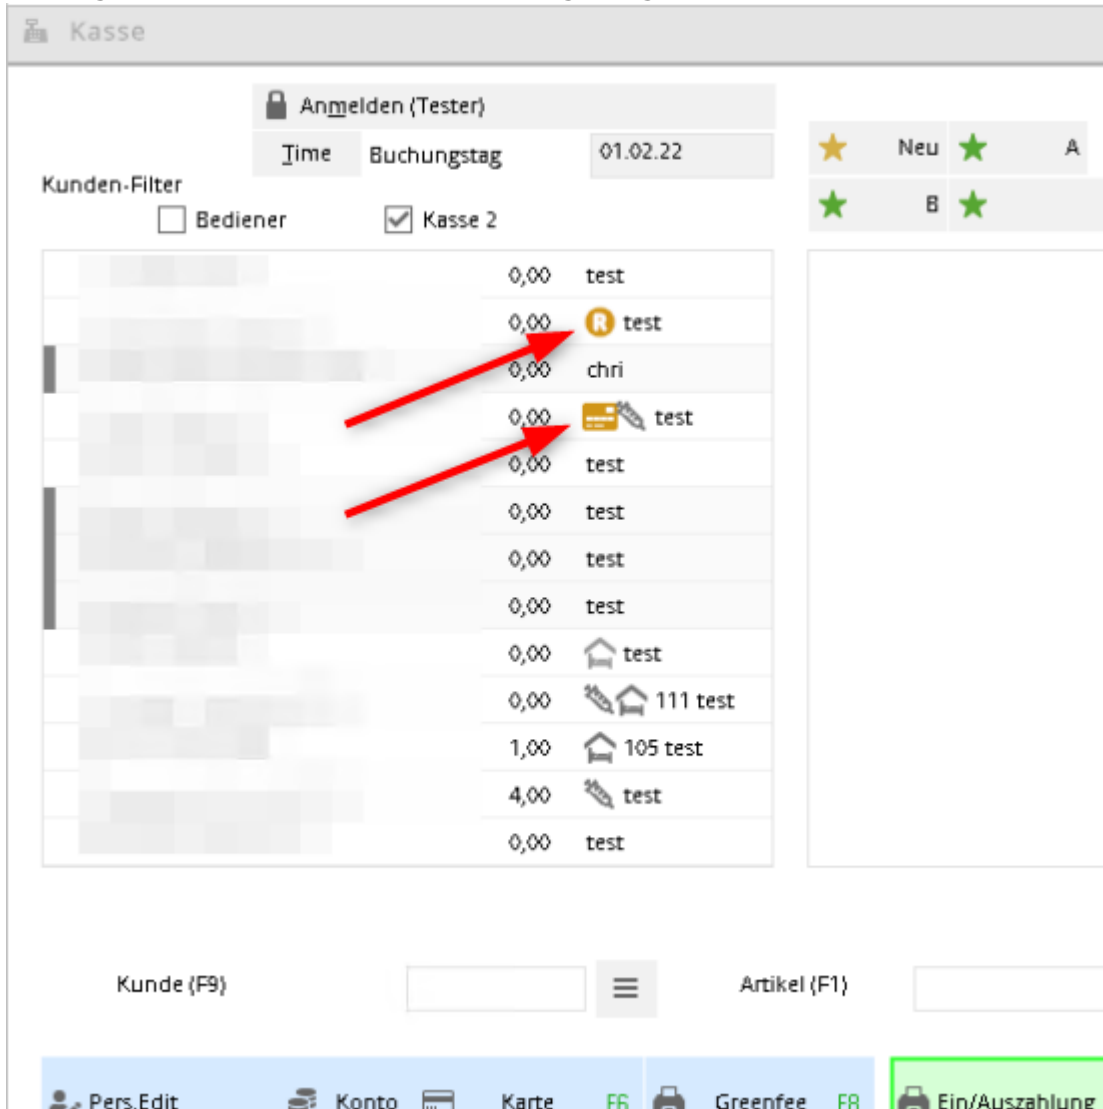 Kasse
Anmelden (Tester)
Time Buchungstag 01.02.22
Neu A
Kunden-Filter
Bediener Kasse 2
B
0,00 test
0,00 R test
0,00 chri
0,00 test
0,00 test
0,00 test
0,00 test
0,00 test
0,00 test
0,00 111 test
1,00 105 test
4,00 test
0,00 test
Kunde (F9) Artikel (F1)
Pers.Edit Konto Karte F6 Greenfee F8 Ein/Auszahlung